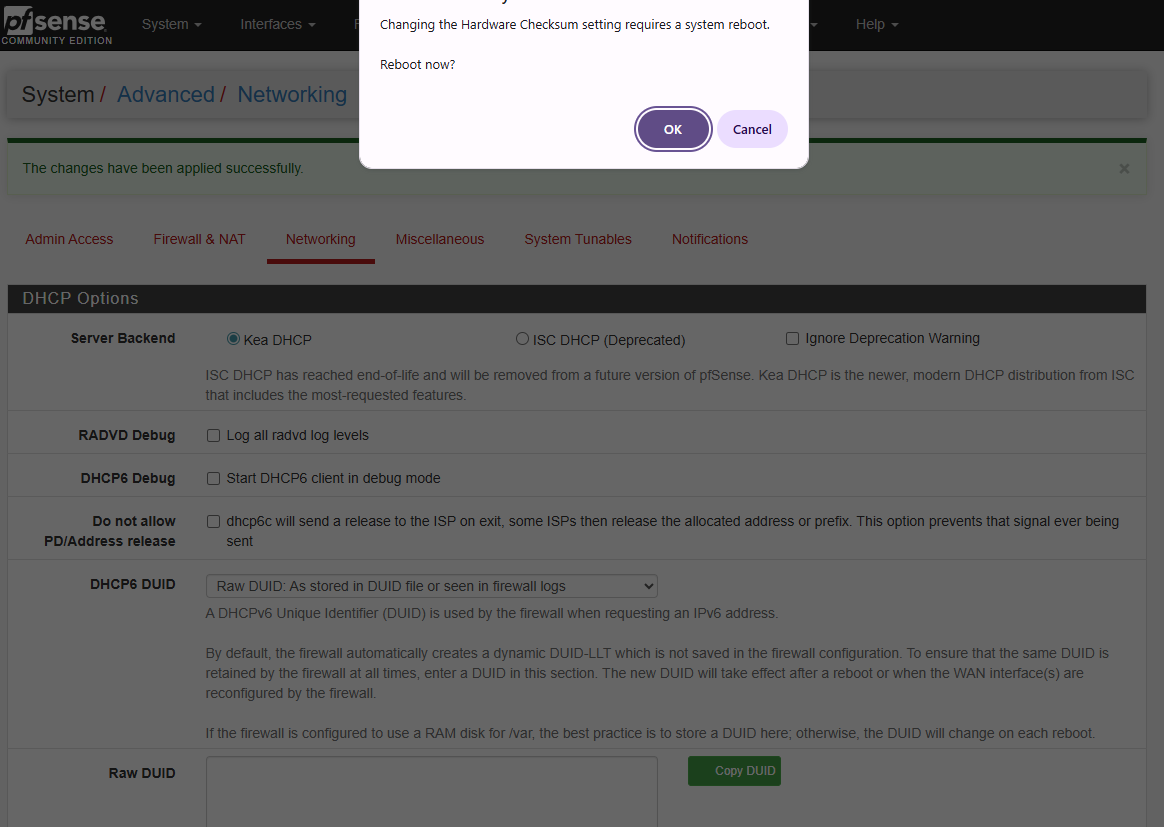 pfsense
COMMUNITY EDITION
System
Interfaces
Help
Changing the Hardware Checksum setting requires a system reboot.
Reboot now?
OK
Cancel
System / Advanced / Networking
The changes have been applied successfully.
×
Admin Access
Firewall & NAT
Networking
Miscellaneous
System Tunables
Notifications
DHCP Options
Server Backend
Kea DHCP
ISC DHCP (Deprecated)
Ignore Deprecation Warning
ISC DHCP has reached end-of-life and will be removed from a future version of pfSense. Kea DHCP is the newer, modern DHCP distribution from ISC
that includes the most-requested features.
RADVD Debug
Log all radvd log levels
DHCP6 Debug
Start DHCP6 client in debug mode
Do not allow
PD/Address release
dhcp6c will send a release to the ISP on exit, some ISPs then release the allocated address or prefix. This option prevents that signal ever being
sent
DHCP6 DUID
Raw DUID: As stored in DUID file or seen in firewall logs
A DHCPv6 Unique Identifier (DUID) is used by the firewall when requesting an IPv6 address.
By default, the firewall automatically creates a dynamic DUID-LLT which is not saved in the firewall configuration. To ensure that the same DUID is
retained by the firewall at all times, enter a DUID in this section. The new DUID will take effect after a reboot or when the WAN interface(s) are
reconfigured by the firewall.
If the firewall is configured to use a RAM disk for /var, the best practice is to store a DUID here; otherwise, the DUID will change on each reboot.
Raw DUID
Copy DUID